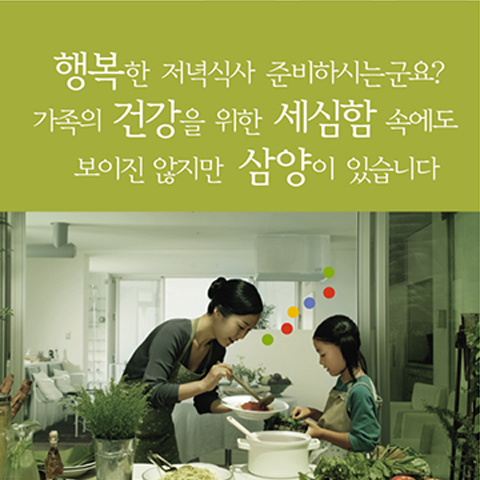 행복한 저녁식사 준비하시는군요?
가족의 건강을 위한 세심함 속에도
보이진 않지만 삼양이 있습니다